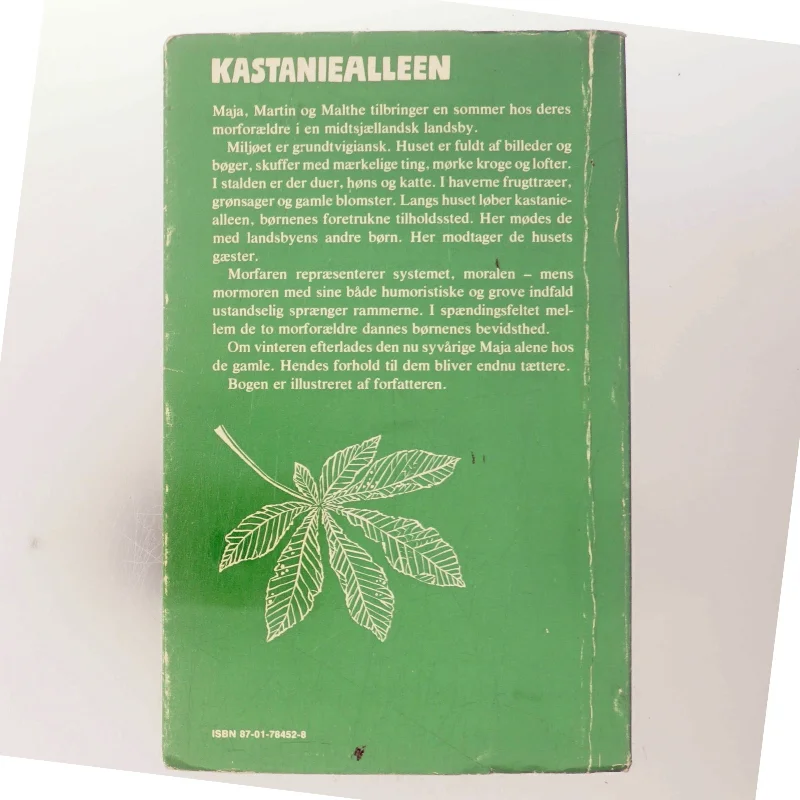 KASTANIEALLEEN
Maja, Martin og Malthe tilbringer en sommer hos deres
morforældre i en midtsjællandsk landsby.
Miljøet er grundtvigiansk. Huset er fuldt af billeder og
bøger, skuffer med mærkelige ting, mørke kroge og lofter.
I stalden er der duer, høns og katte. I haverne frugttræer,
grønsager og gamle blomster. Langs huset løber kastanie-
alleen, børnenes foretrukne tilholdssted. Her mødes de
med landsbyens andre børn. Her modtager de husets
gæster.
Morfaren repræsenterer systemet, moralen – mens
mormoren med sine både humoristiske og grove indfald
ustandselig sprænger rammerne. I spændingsfeltet mel-
lem de to morforældre dannes børnenes bevidsthed.
Om vinteren efterlades den nu syvårige Maja alene hos
de gamle. Hendes forhold til dem bliver endnu tættere.
Bogen er illustreret af forfatteren.
ISBN 87-01-78452-8